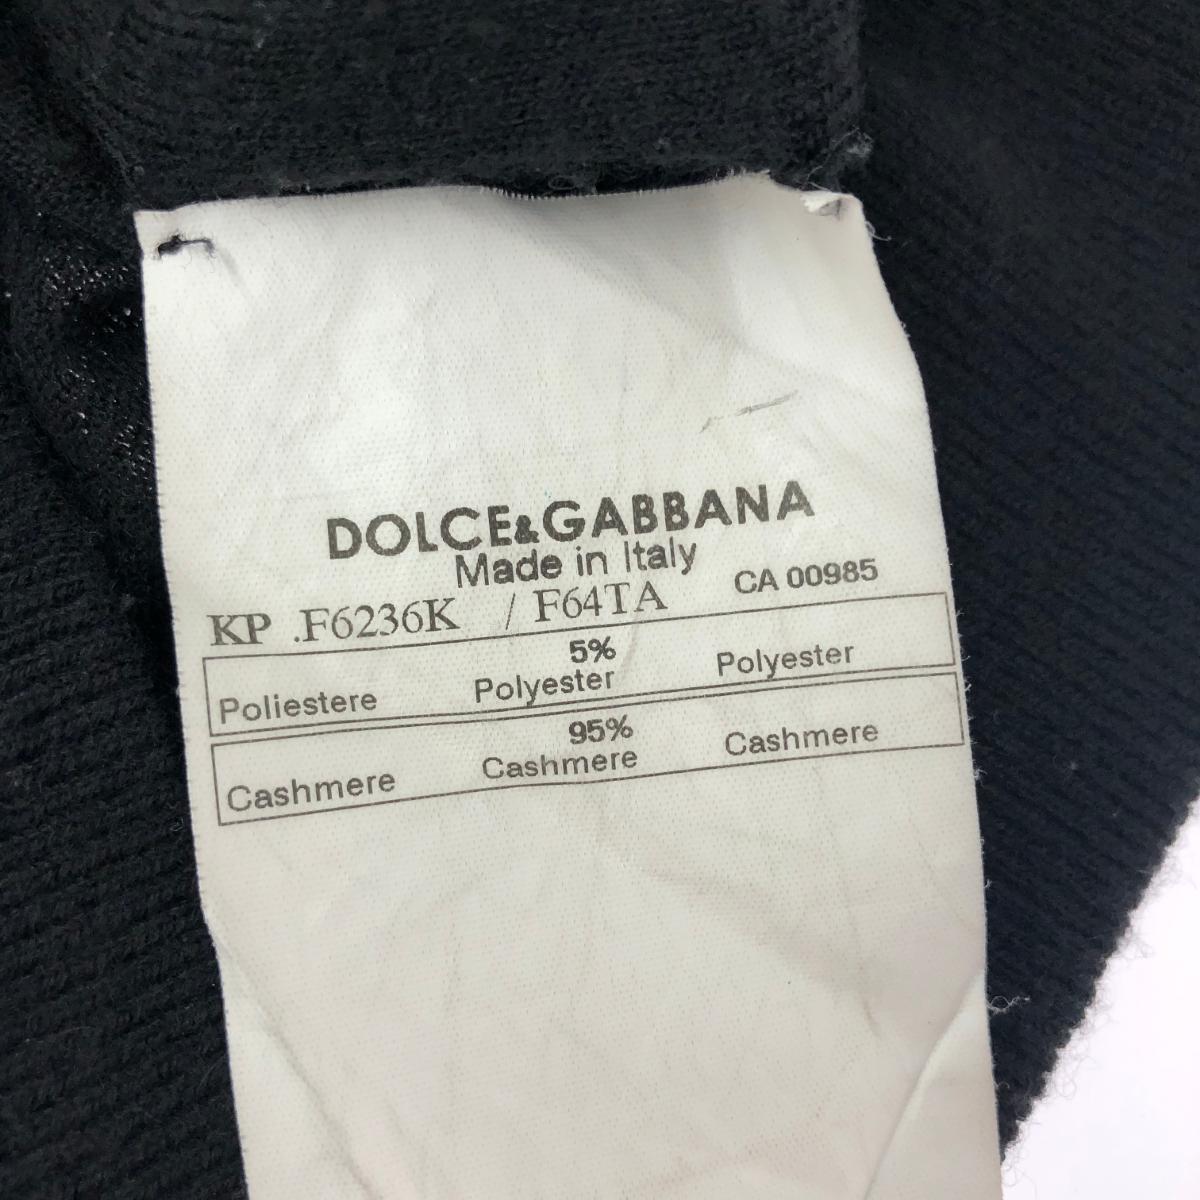 DOLCE&GABBANA
Made in Italy
KP .F6236K / F64TA CA 00985
5%
Poliestere Polyester Polyester
95%
Cashmere Cashmere Cashmere